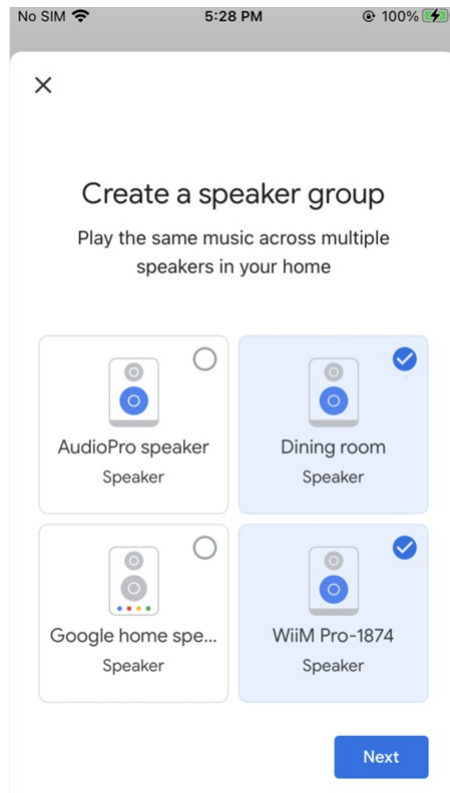 No SIM 5:28 PM 100%
Create a speaker group
Play the same music across multiple
speakers in your home
AudioPro speaker
Speaker
Dining room
Speaker
Google home spe...
Speaker
WiiM Pro-1874
Speaker
Next